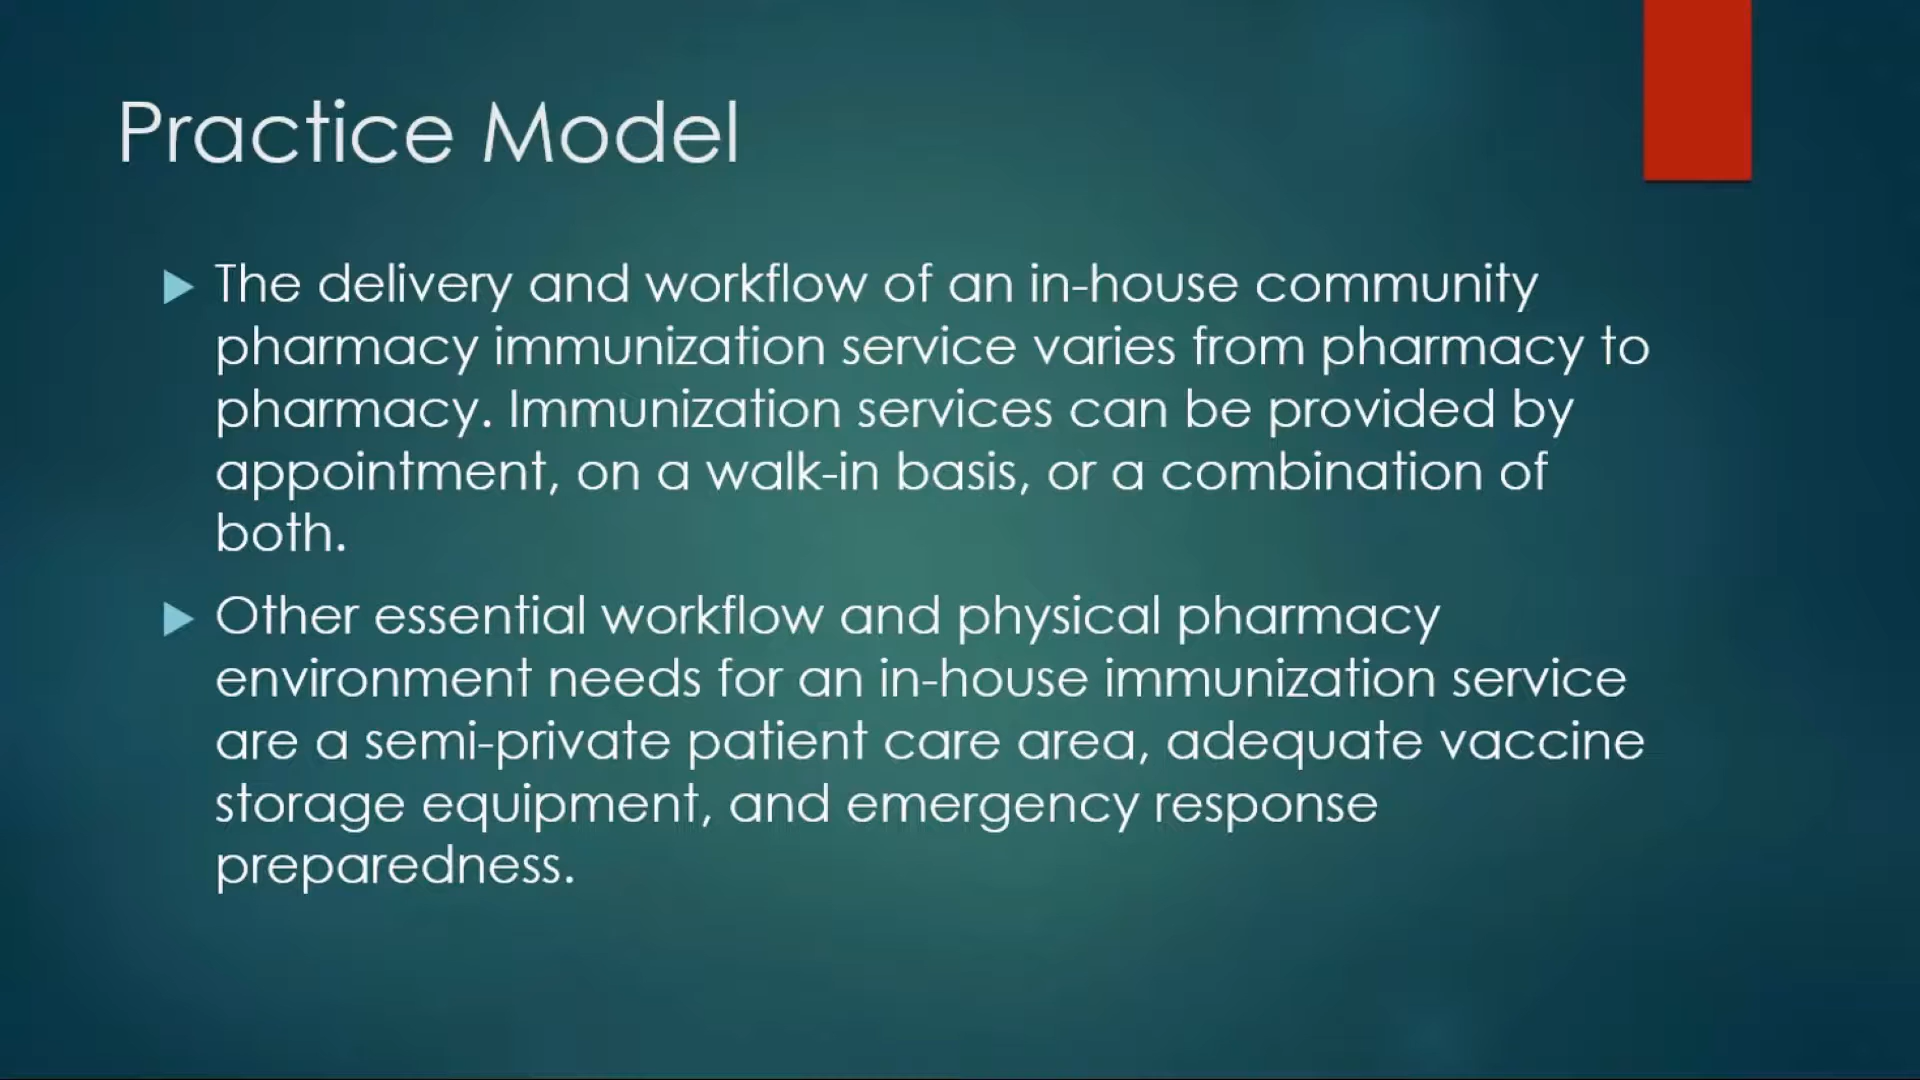 Practice Model
The delivery and workflow of an in-house community
pharmacy immunization service varies from pharmacy to
pharmacy. Immunization services can be provided by
appointment, on a walk-in basis, or a combination of
both.
Other essential workflow and physical pharmacy
environment needs for an in-house immunization service
are a semi-private patient care area, adequate vaccine
storage equipment, and emergency response
preparedness.